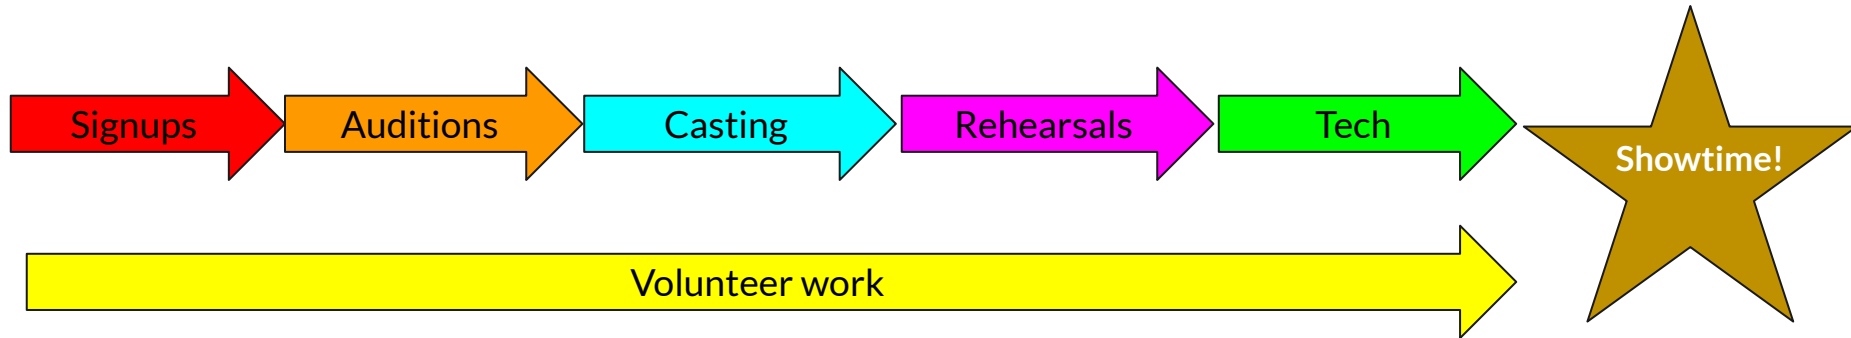 Signups
Auditions
Casting
Rehearsals
Tech
Showtime!
Volunteer work